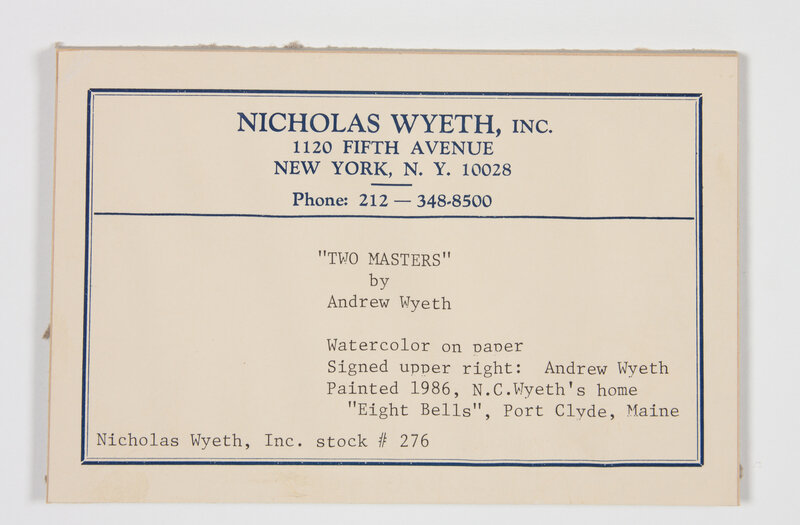 NICHOLAS WYETH, INC.
1120 FIFTH AVENUE
NEW YORK, N. Y. 10028
Phone: 212 — 348-8500
"TWO MASTERS"
by
Andrew Wyeth
Watercolor on paper
Signed upper right: Andrew Wyeth
Painted 1986, N.C.Wyeth's home
"Eight Bells", Port Clyde, Maine
Nicholas Wyeth, Inc. stock # 276